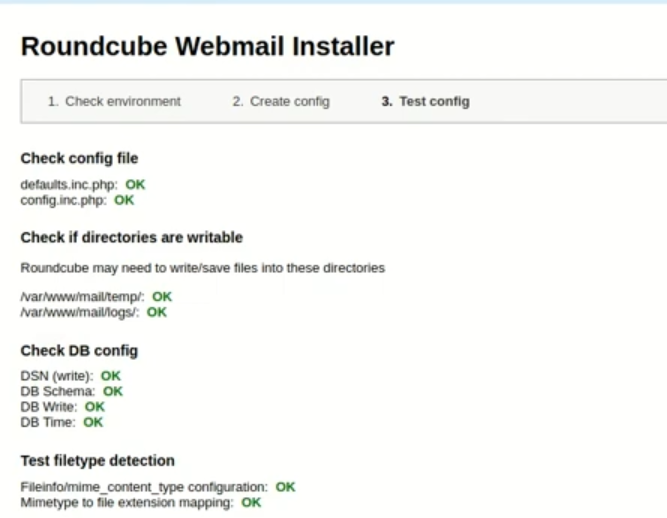 Roundcube Webmail Installer
1. Check environment 2. Create config 3. Test config
Check config file
defaults.inc.php: OK
config.inc.php: OK
Check if directories are writable
Roundcube may need to write/save files into these directories
/var/www/mail/temp/: OK
/var/www/mail/logs/: OK
Check DB config
DSN (write): OK
DB Schema: OK
DB Write: OK
DB Time: OK
Test filetype detection
Fileinfo/mime_content_type configuration: OK
Mimetype to file extension mapping: OK